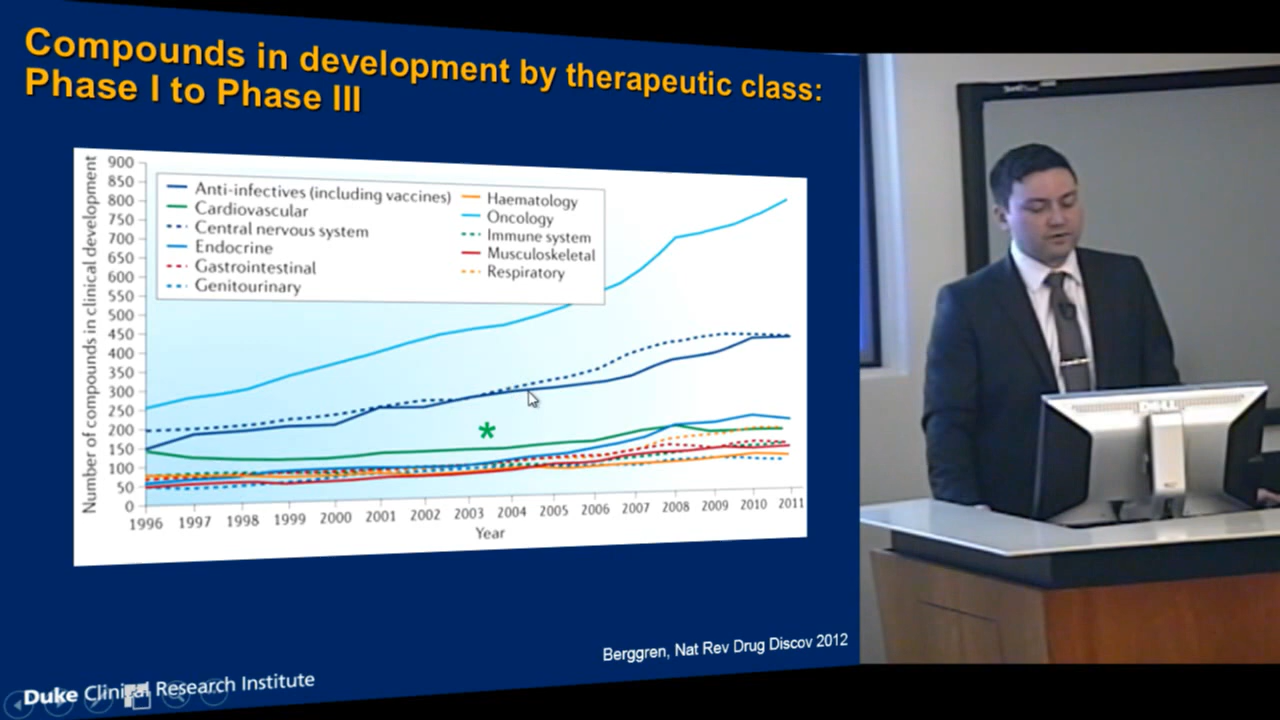 Compounds in development by therapeutic class:
Phase I to Phase III
Number of compounds in clinical development
900
850
800
750
700
650
600
550
500
450
400
350
300
250
200
150
100
50
0
Anti-infectives (including vaccines)
Cardiovascular
Central nervous system
Endocrine
Gastrointestinal
Genitourinary
Haematology
Oncology
Immune system
Musculoskeletal
Respiratory
*
1996 1997 1998 1999 2000 2001 2002 2003 2004 2005 2006 2007 2008 2009 2010 2011
Year
Berggren, Nat Rev Drug Discov 2012
Duke Clinical Research Institute
DELL